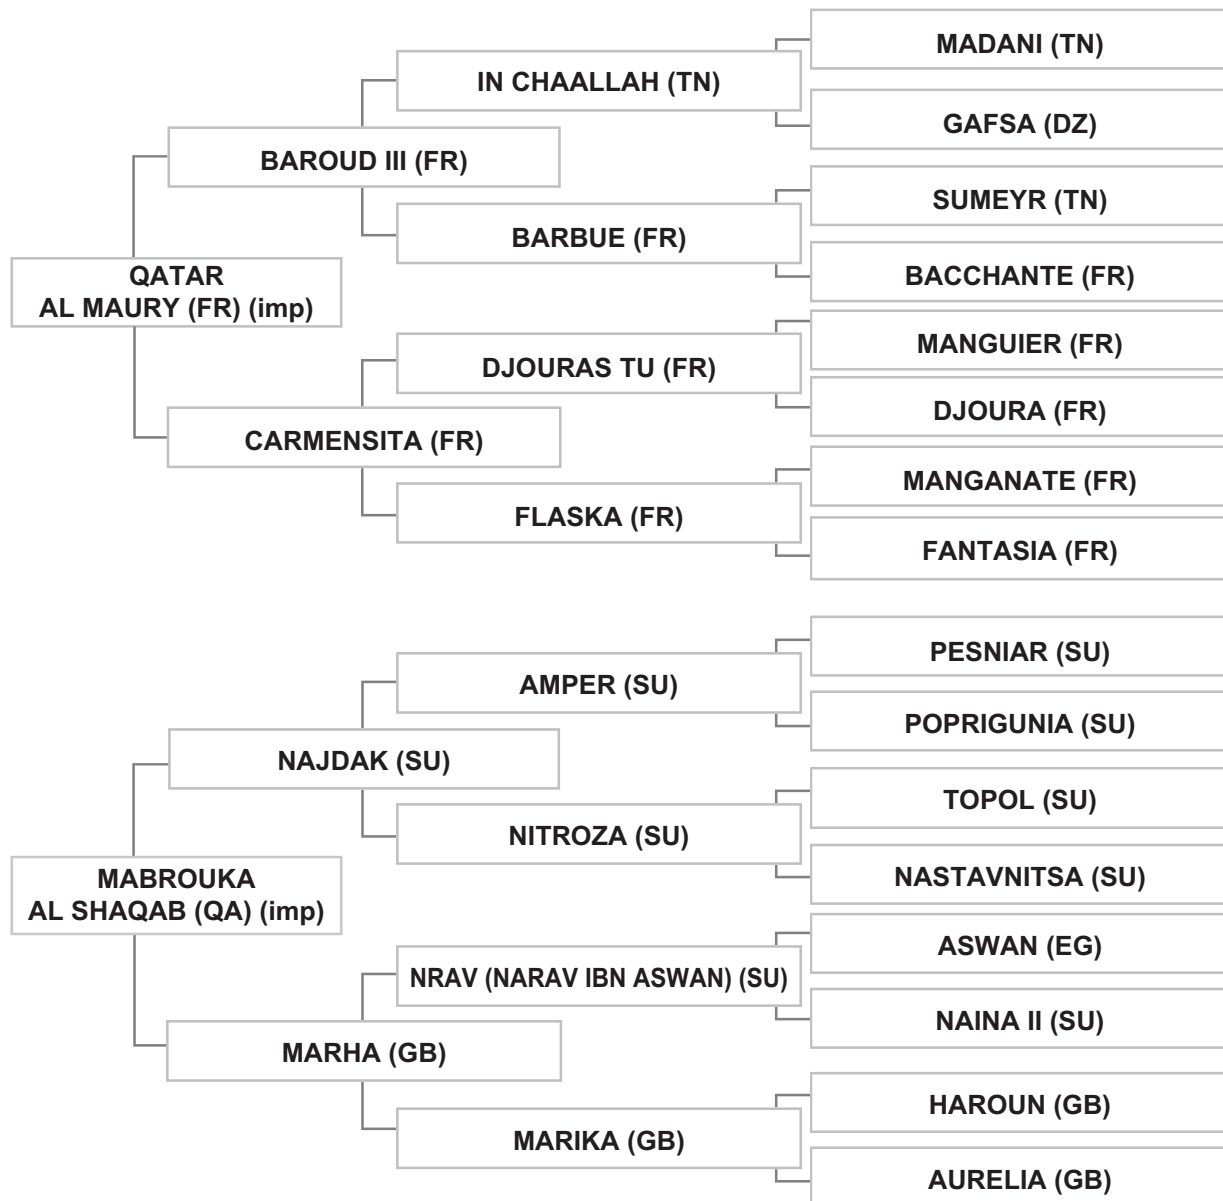 MADANI (TN)
IN CHAALLAH (TN)
GAFSA (DZ)
BAROUD III (FR)
SUMEYR (TN)
BARBUE (FR)
BACCHANTE (FR)
QATAR
AL MAURY (FR) (imp)
MANGUIER (FR)
DJOURAS TU (FR)
DJOURA (FR)
CARMENSITA (FR)
MANGANATE (FR)
FLASKA (FR)
FANTASIA (FR)
PESNIAR (SU)
AMPER (SU)
POPRIGUNIA (SU)
NAJDAK (SU)
TOPOL (SU)
NITROZA (SU)
NASTAVNITSA (SU)
MABROUKA
AL SHAQAB (QA) (imp)
ASWAN (EG)
NRAV (NARAV IBN ASWAN) (SU)
NAINA II (SU)
MARHA (GB)
HAROUN (GB)
MARIKA (GB)
AURELIA (GB)